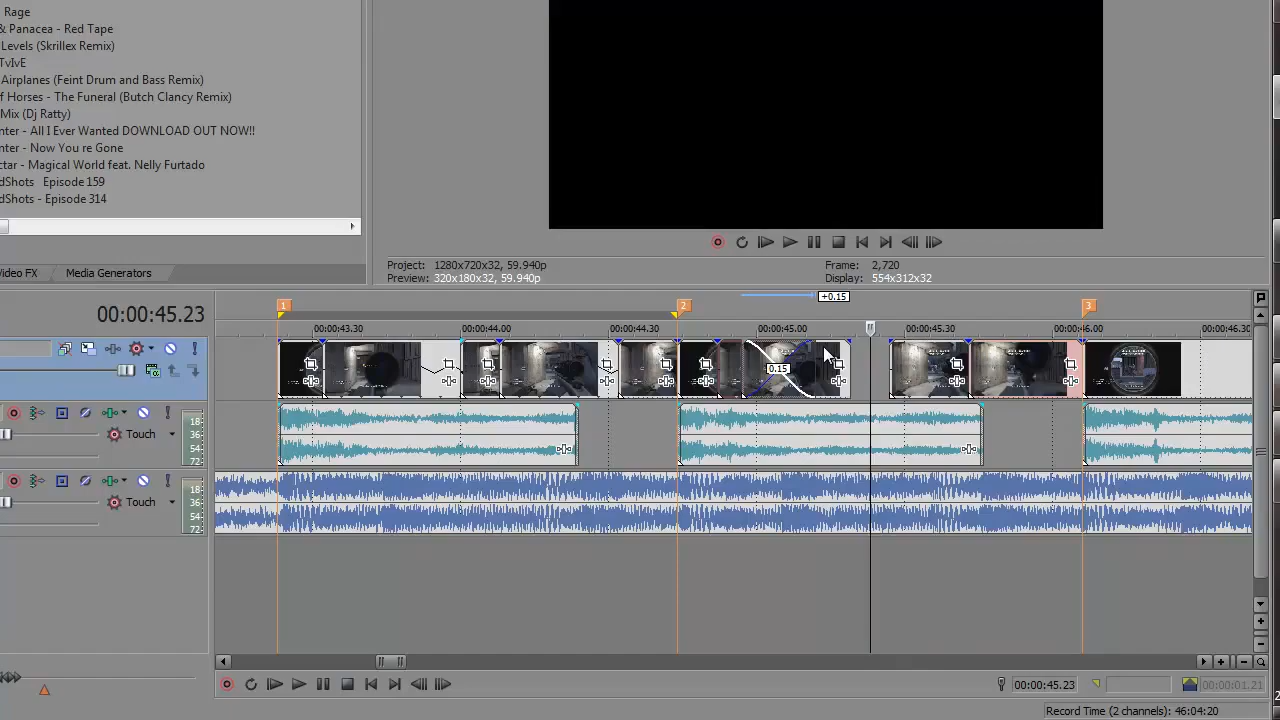 Rage
& Panacea - Red Tape
Levels (Skrillex Remix)
TvIvE
Airplanes (Feint Drum and Bass Remix)
f Horses - The Funeral (Butch Clancy Remix)
Mix (Dj Ratty)
nter - All I Ever Wanted DOWNLOAD OUT NOW!!
nter - Now You re Gone
ctar - Magical World feat. Nelly Furtado
dShots Episode 159
dShots - Episode 314
ideo FX Media Generators
Project: 1280x720x32, 59.940p Frame: 2,720
Preview: 320x180x32, 59.940p Display: 554x312x32
+0.15
00:00:45.23
1 2 3
00:00:43.30 00:00:44.00 00:00:44.30 00:00:45.00 00:00:45.30 00:00:46.00 00:00:46.30
0.15
18
36
54
72
Touch
18
36
54
72
Touch
00:00:45.23 00:00:01.21
Record Time (2 channels): 46:04:20
2